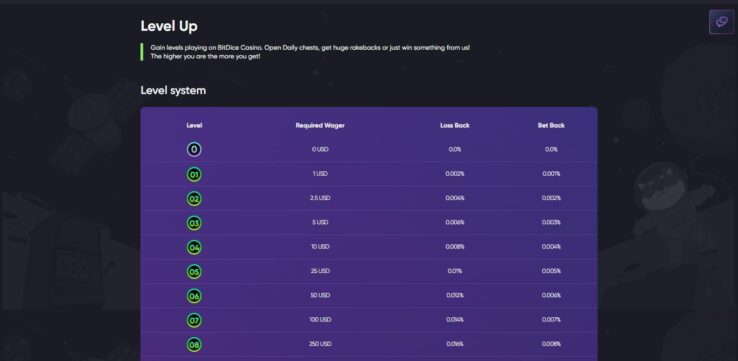 Level Up
Gain levels playing on BitDice Casino. Open Daily chests, get huge rakebacks or just win something from us!
The higher you are the more you get!
Level system
Level Required Wager Loss Back Bet Back
0 0 USD 0.0% 0.0%
01 1 USD 0.002% 0.001%
02 2.5 USD 0.004% 0.002%
03 5 USD 0.006% 0.003%
04 10 USD 0.008% 0.004%
05 25 USD 0.01% 0.005%
06 50 USD 0.012% 0.006%
07 100 USD 0.014% 0.007%
08 250 USD 0.016% 0.008%